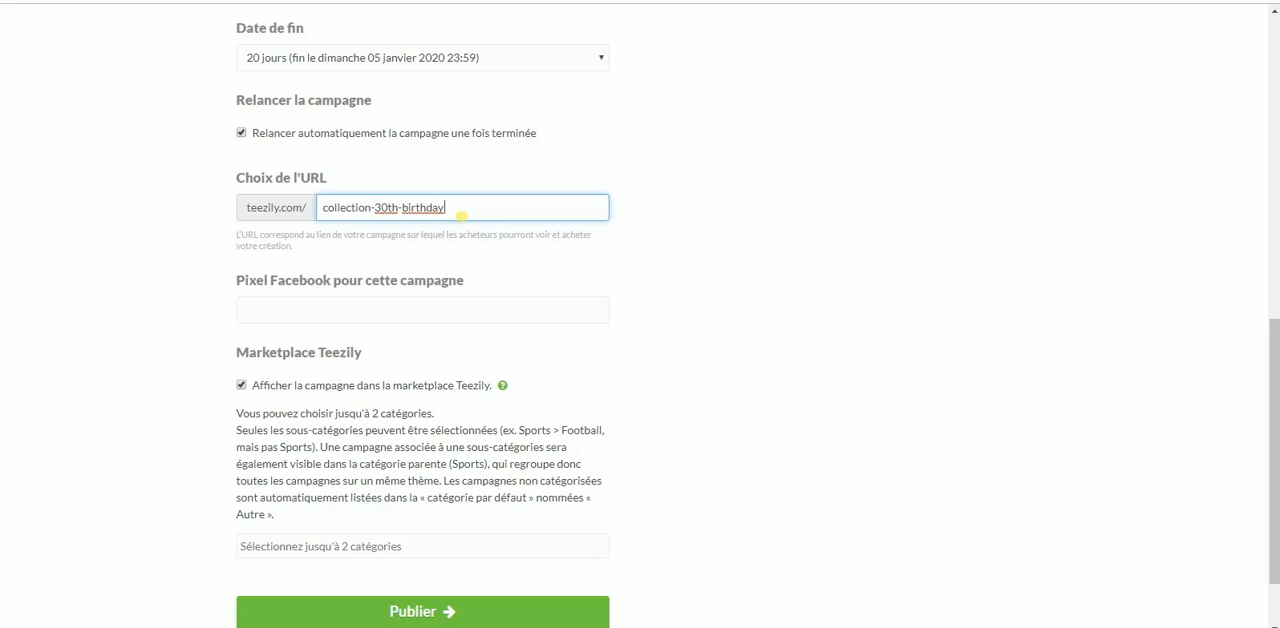 Date de fin
20 jours (fin le dimanche 05 janvier 2020 23:59)
Relancer la campagne
Relancer automatiquement la campagne une fois terminée
Choix de l'URL
teezily.com/ collection-30th-birthday
L'URL correspond au lien de votre campagne sur lequel les acheteurs pourront voir et acheter
votre création.
Pixel Facebook pour cette campagne
Marketplace Teezily
Afficher la campagne dans la marketplace Teezily. ?
Vous pouvez choisir jusqu'à 2 catégories.
Seules les sous-catégories peuvent être sélectionnées (ex. Sports > Football,
mais pas Sports). Une campagne associée à une sous-catégories sera
également visible dans la catégorie parente (Sports), qui regroupe donc
toutes les campagnes sur un même thème. Les campagnes non catégorisées
sont automatiquement listées dans la « catégorie par défaut » nommées «
Autre ».
Sélectionnez jusqu'à 2 catégories
Publier →